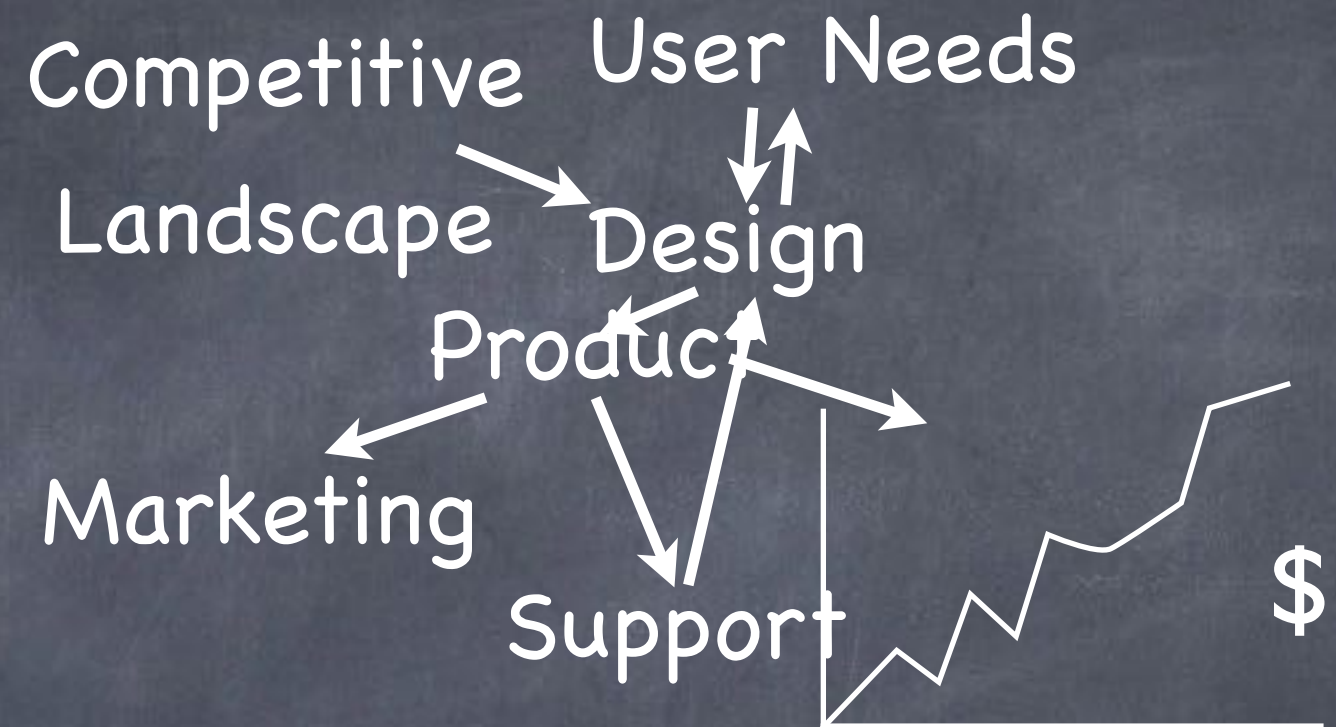 Competitive
Landscape
User Needs
Design
Product
Marketing
Support
$